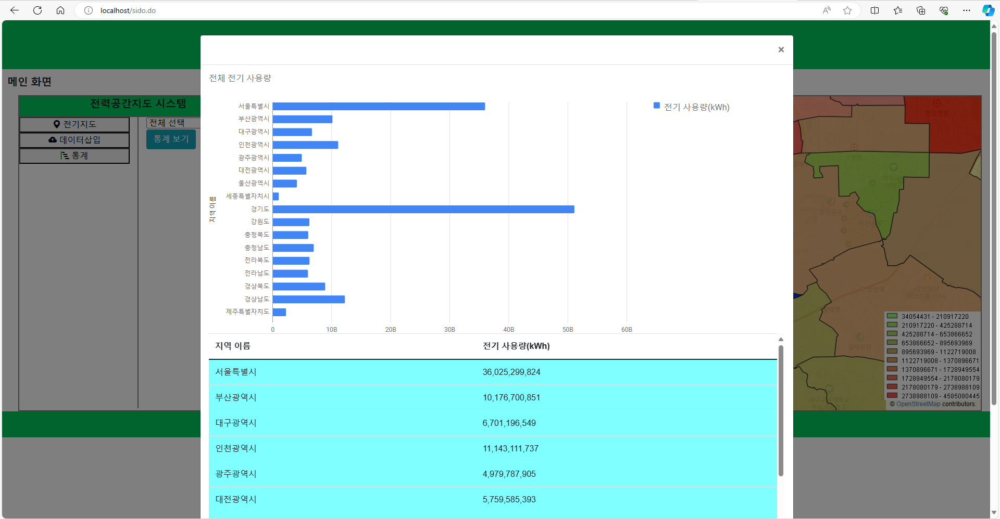 localhost/sido.do
메인 화면
전력공간지도 시스템
전기지도
데이터삽입
통계
전체 선택
통계 보기
×
전체 전기 사용량
전기 사용량(kWh)
지역 이름
서울특별시
부산광역시
대구광역시
인천광역시
광주광역시
대전광역시
울산광역시
세종특별자치시
경기도
강원도
충청북도
충청남도
전라북도
전라남도
경상북도
경상남도
제주특별자치도
0 10B 20B 30B 40B 50B 60B
지역 이름 전기 사용량(kWh)
서울특별시 36,025,299,824
부산광역시 10,176,700,851
대구광역시 6,701,196,549
인천광역시 11,143,111,737
광주광역시 4,979,787,905
대전광역시 5,759,585,393
상인역
월배역
월배공원
34054431 - 210917220
210917220 - 425288714
425288714 - 653866652
653866652 - 895693969
895693969 - 1122719008
1122719008 - 1370896671
1370896671 - 1728949554
1728949554 - 2178080179
2178080179 - 2738988109
2738988109 - 4585080445
© OpenStreetMap contributors.